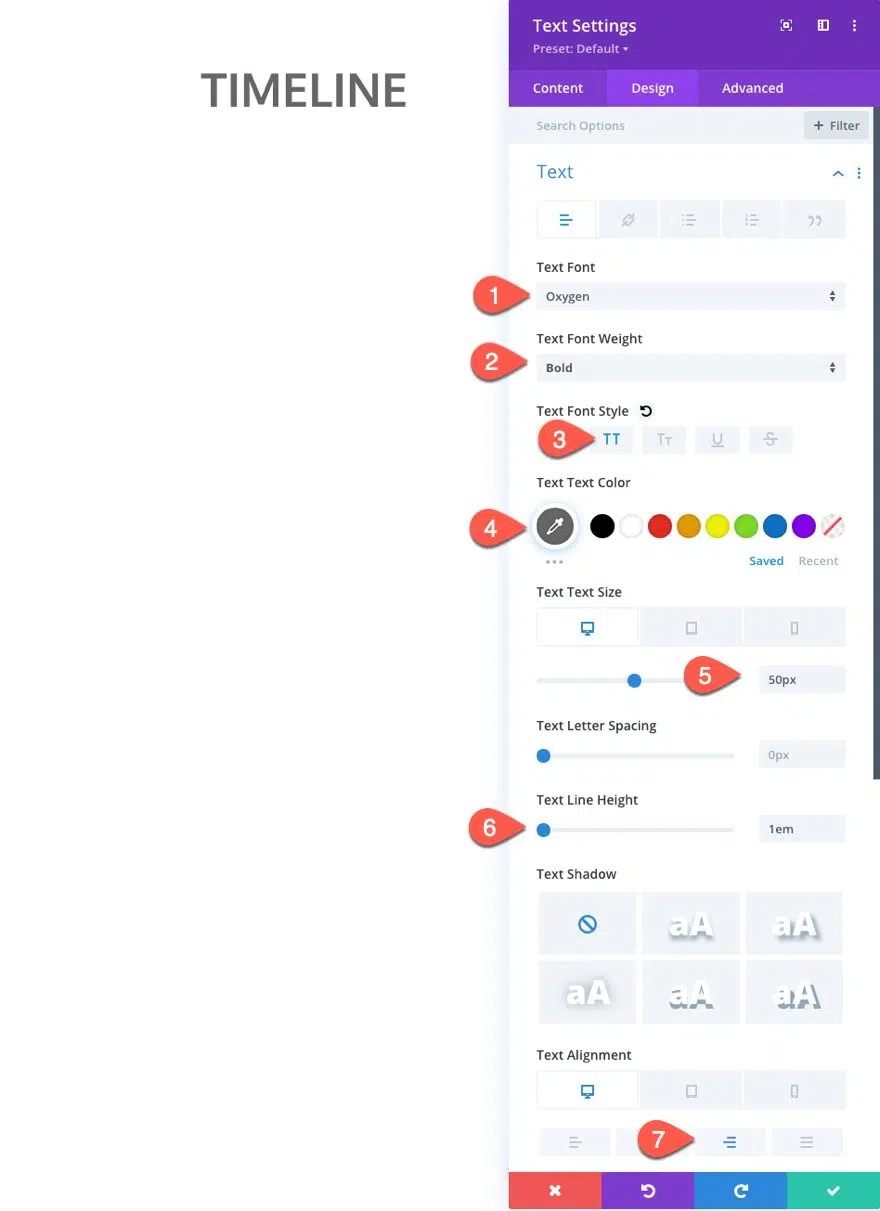 TIMELINE
Text Settings
Preset: Default
Content Design Advanced
Search Options + Filter
Text
Text Font
1 Oxygen
Text Font Weight
2 Bold
Text Font Style
3 TT Tт U S
Text Text Color
4
Saved Recent
Text Text Size
5 50px
Text Letter Spacing
0px
Text Line Height
6 1em
Text Shadow
aA aA
aA aA aA
Text Alignment
7